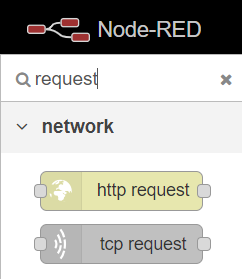 Node-RED
request
network
http request
tcp request